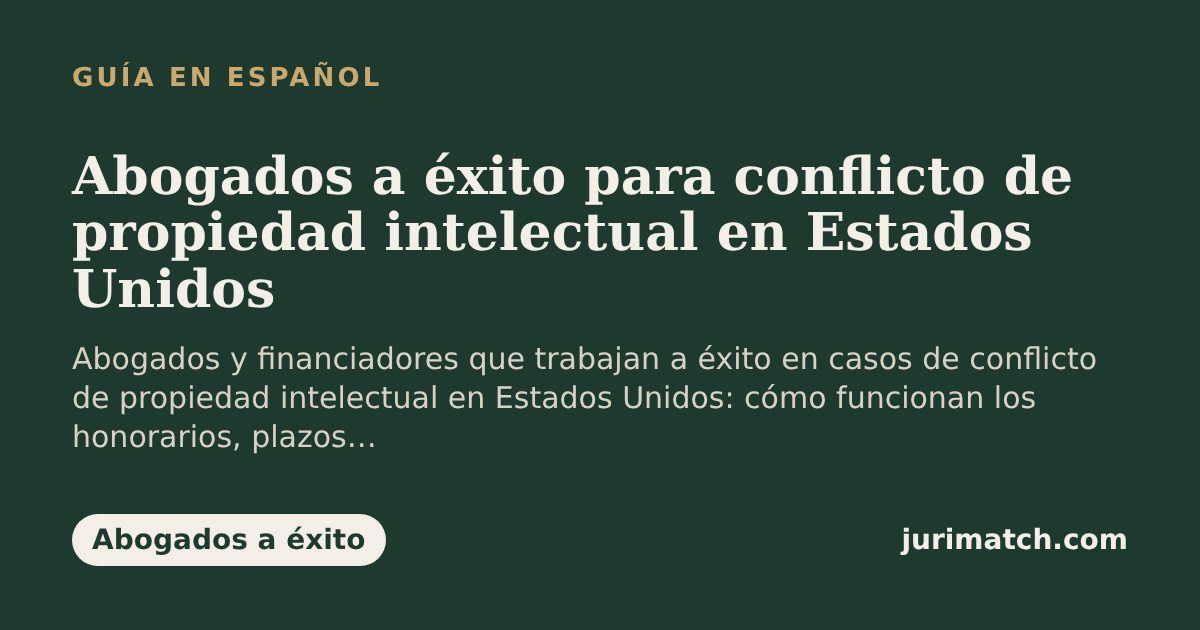 GUÍA EN ESPAÑOL
Abogados a éxito para conflicto de
propiedad intelectual en Estados
Unidos
Abogados y financiadores que trabajan a éxito en casos de conflicto
de propiedad intelectual en Estados Unidos: cómo funcionan los
honorarios, plazos…
Abogados a éxito
jurimatch.com